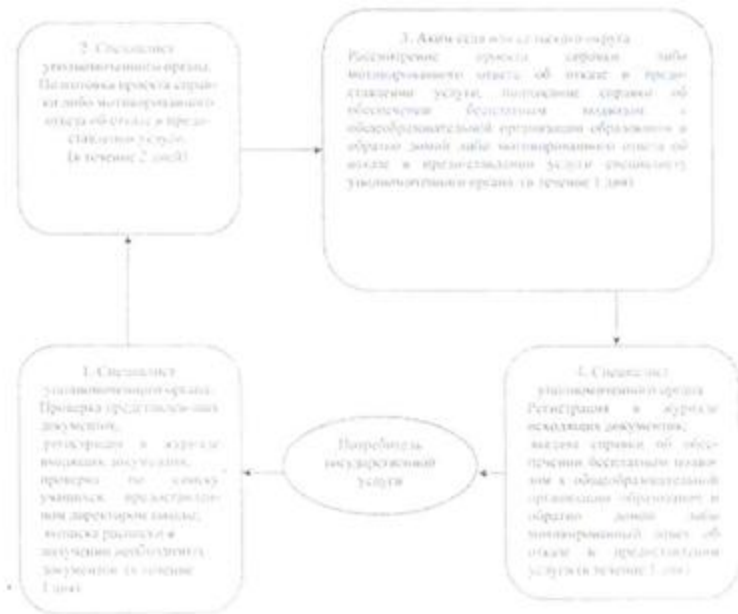 2. Специалист
уполномоченного органа.
Подготовка проекта справ-
ки либо мотивированного
ответа об отказе в предо-
ставлении услуги.
(в течение 2 дней)
3. Аким села или сельского округа
Рассмотрение проекта справки либо
мотивированного ответа об отказе в предо-
ставлении услуги, подписание справки об
обеспечении бесплатным подвозом к
общеобразовательной организации образования и
обратно домой либо мотивированного ответа об
отказе в предоставлении услуги специалисту
уполномоченного органа (в течение 1 дня)
1. Специалист
уполномоченного органа.
Проверка представленных
документов,
регистрация в журнале
входящих документов,
проверка по списку
учащихся предоставлен-
ном директором школы;
выписка расписки в
получении необходимых
документов (в течение
1 дня)
Потребитель
государственной
услуги
4. Специалист
уполномоченного органа
Регистрация в журнале
исходящих документов;
выдача справки об обес-
печении бесплатным подво-
зом к общеобразовательной
организации образования и
обратно домой либо
мотивированный ответ об
отказе в предоставлении
услуги (в течение 1 дня)